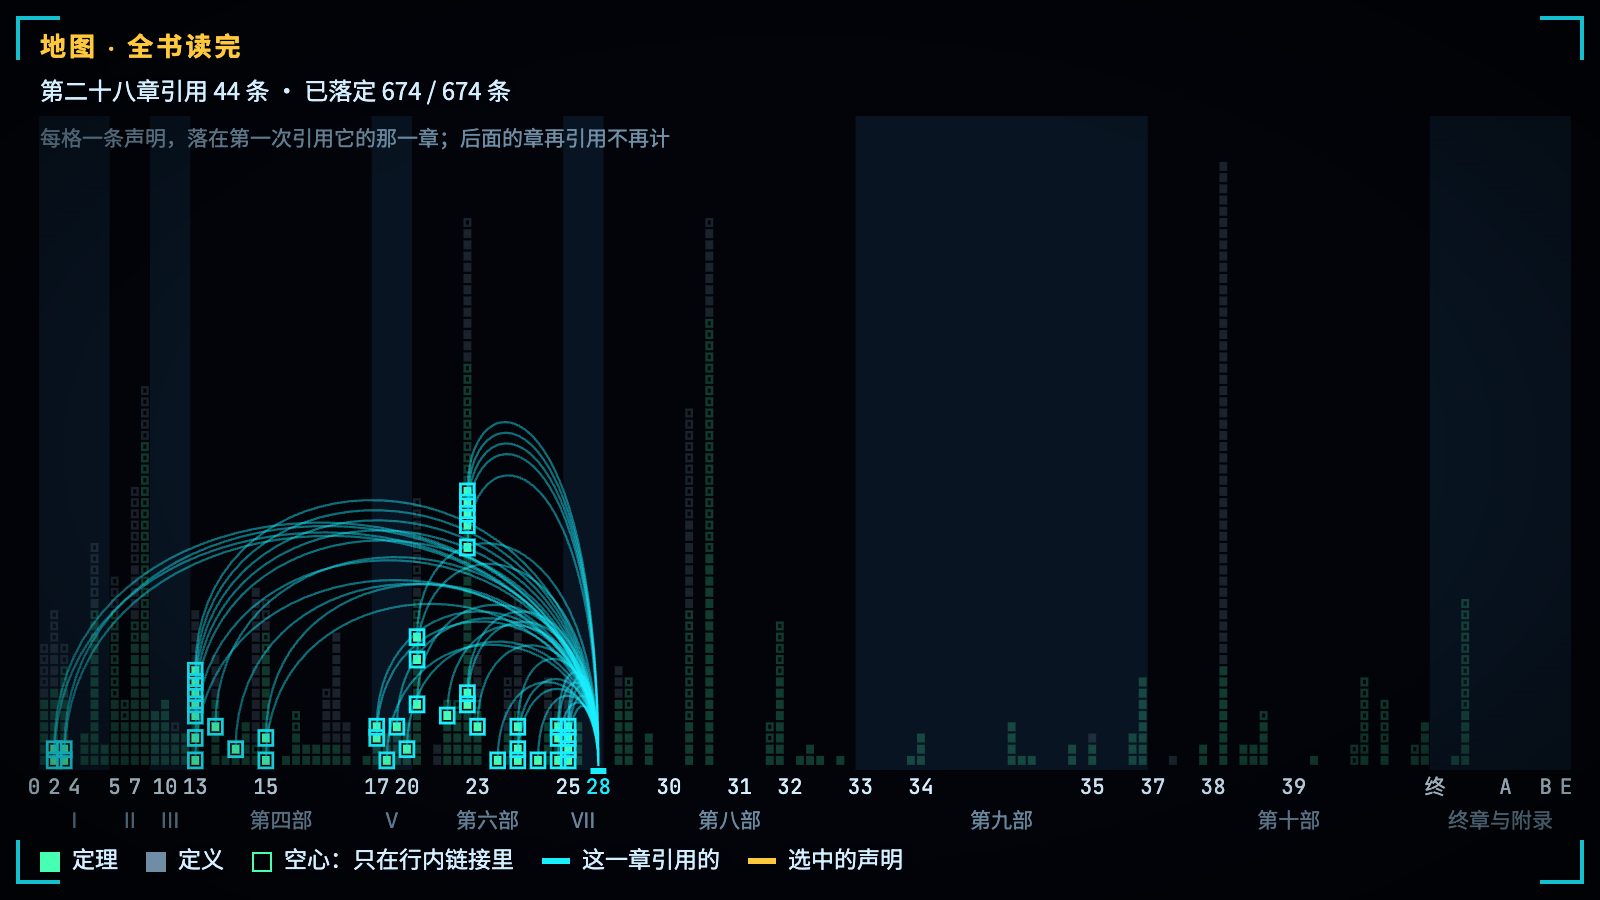 地图 · 全书读完
第二十八章引用 44 条 · 已落定 674 / 674 条
每格一条声明，落在第一次引用它的那一章；后面的章再引用不再计
0 2 4 5 7 10 13 15 17 20 23 25 28 30 31 32 33 34 35 37 38 39 终 A B E
I II III 第四部 V 第六部 VII 第八部 第九部 第十部 终章与附录
定理 定义 空心：只在行内链接里 这一章引用的 选中的声明